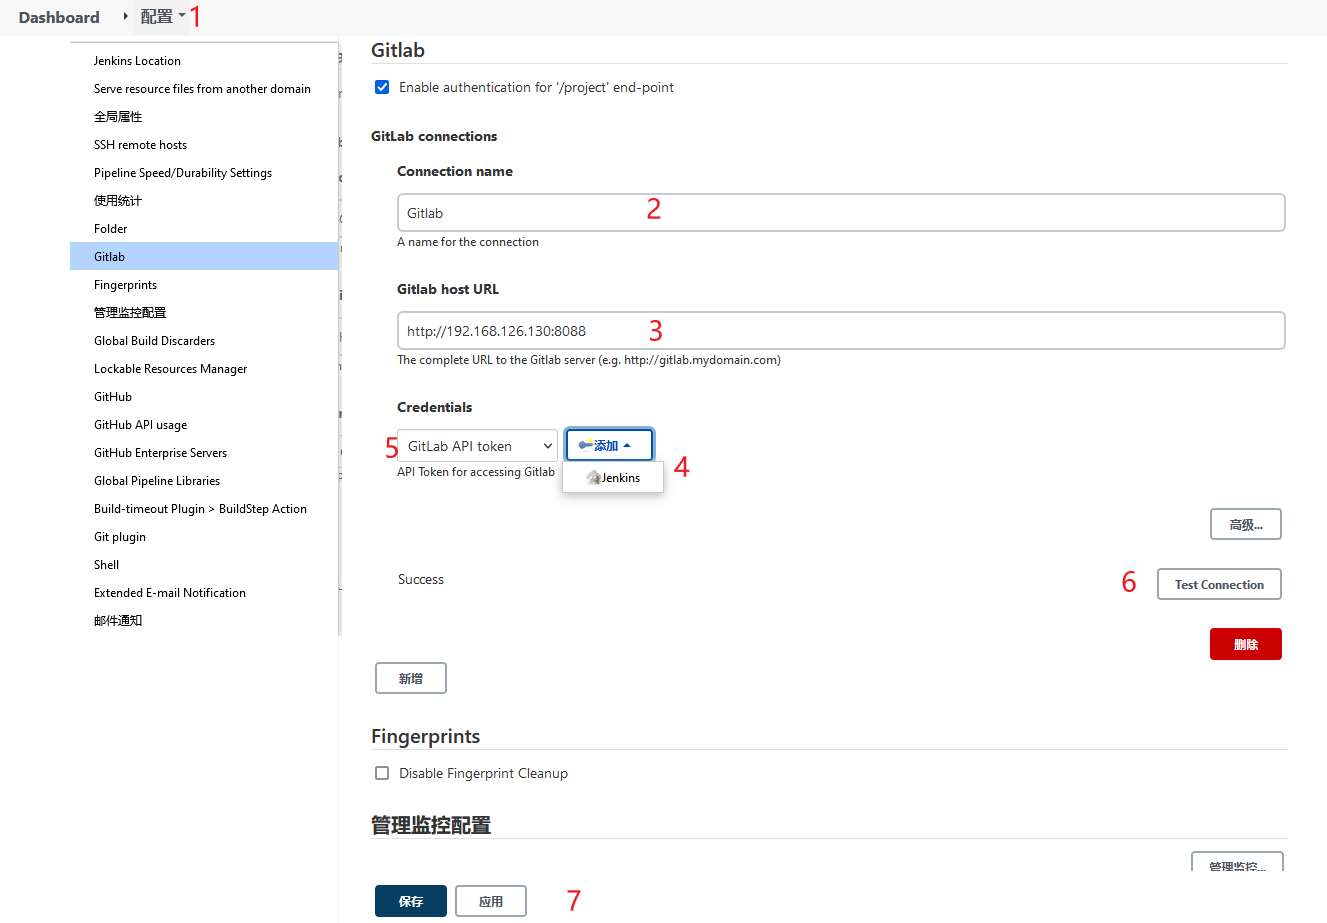 Dashboard
配置
1
Jenkins Location
Serve resource files from another domain
全局属性
SSH remote hosts
Pipeline Speed/Durability Settings
使用统计
Folder
Gitlab
Fingerprints
管理监控配置
Global Build Discarders
Lockable Resources Manager
GitHub
GitHub API usage
GitHub Enterprise Servers
Global Pipeline Libraries
Build-timeout Plugin > BuildStep Action
Git plugin
Shell
Extended E-mail Notification
邮件通知
Gitlab
Enable authentication for '/project' end-point
GitLab connections
Connection name
Gitlab
2
A name for the connection
Gitlab host URL
http://192.168.126.130:8088
3
The complete URL to the Gitlab server (e.g. http://gitlab.mydomain.com)
Credentials
5
GitLab API token
添加
4
API Token for accessing Gitlab
Jenkins
高级...
Success
6
Test Connection
删除
新增
Fingerprints
Disable Fingerprint Cleanup
管理监控配置
管理监控...
保存
应用
7